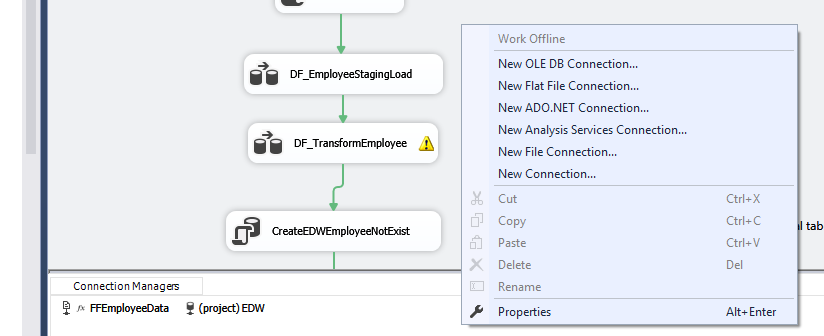 DF_EmployeeStagingLoad
DF_TransformEmployee
CreateEDWEmployeeNotExist
Work Offline
New OLE DB Connection...
New Flat File Connection...
New ADO.NET Connection...
New Analysis Services Connection...
New File Connection...
New Connection...
Cut Ctrl+X
Copy Ctrl+C
Paste Ctrl+V
Delete Del
Rename
Properties Alt+Enter
al tab
Connection Managers
fx FFEmployeeData (project) EDW